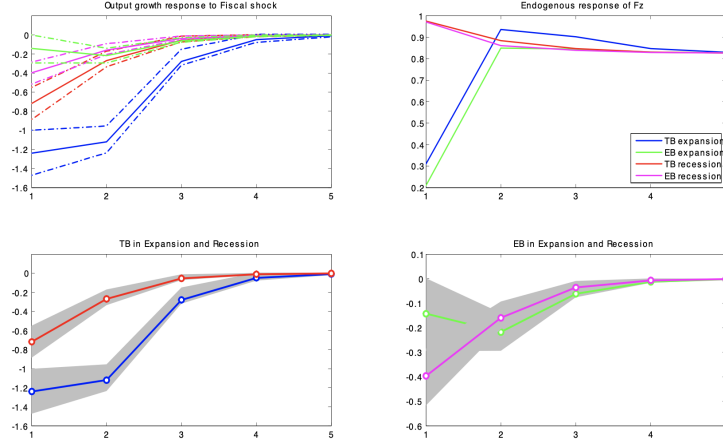 Output growth response to Fiscal shock
0
-0.2
-0.4
-0.6
-0.8
-1
-1.2
-1.4
-1.6
1 2 3 4 5
Endogenous response of Fz
1
0.9
0.8
0.7
0.6
0.5
0.4
0.3
0.2
1 2 3 4
TB expansion
EB expansion
TB recession
EB recession
TB in Expansion and Recession
0
-0.2
-0.4
-0.6
-0.8
-1
-1.2
-1.4
-1.6
1 2 3 4 5
EB in Expansion and Recession
0.1
0
-0.1
-0.2
-0.3
-0.4
-0.5
-0.6
1 2 3 4